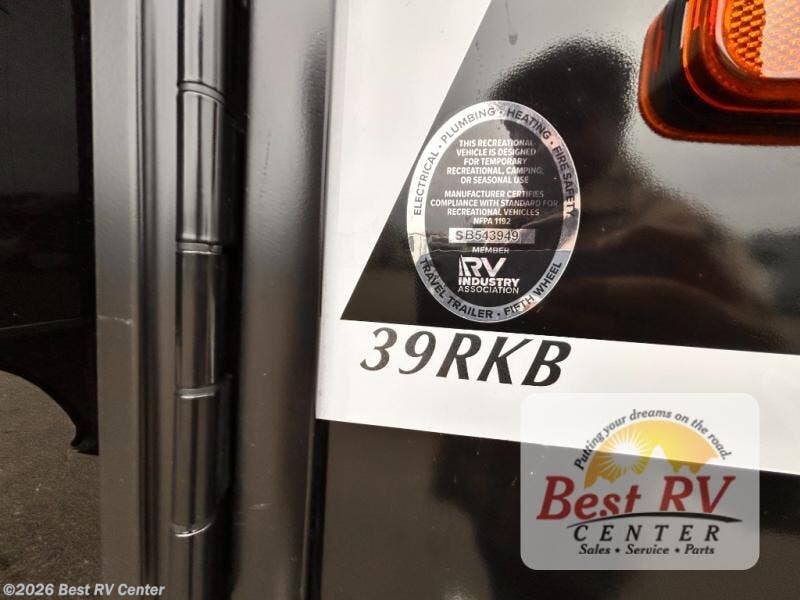 ELECTRICAL • PLUMBING • HEATING • FIRE SAFETY
THIS RECREATIONAL
VEHICLE IS DESIGNED
FOR TEMPORARY
RECREATIONAL, CAMPING,
OR SEASONAL USE
MANUFACTURER CERTIFIES
COMPLIANCE WITH STANDARD FOR
RECREATIONAL VEHICLES
NFPA 1192
SB543949
MEMBER
RV
INDUSTRY
ASSOCIATION
TRAVEL TRAILER • FIFTH WHEEL
39RKB
Putting your dreams on the road.
Best RV
CENTER
Sales • Service • Parts
©2026 Best RV Center